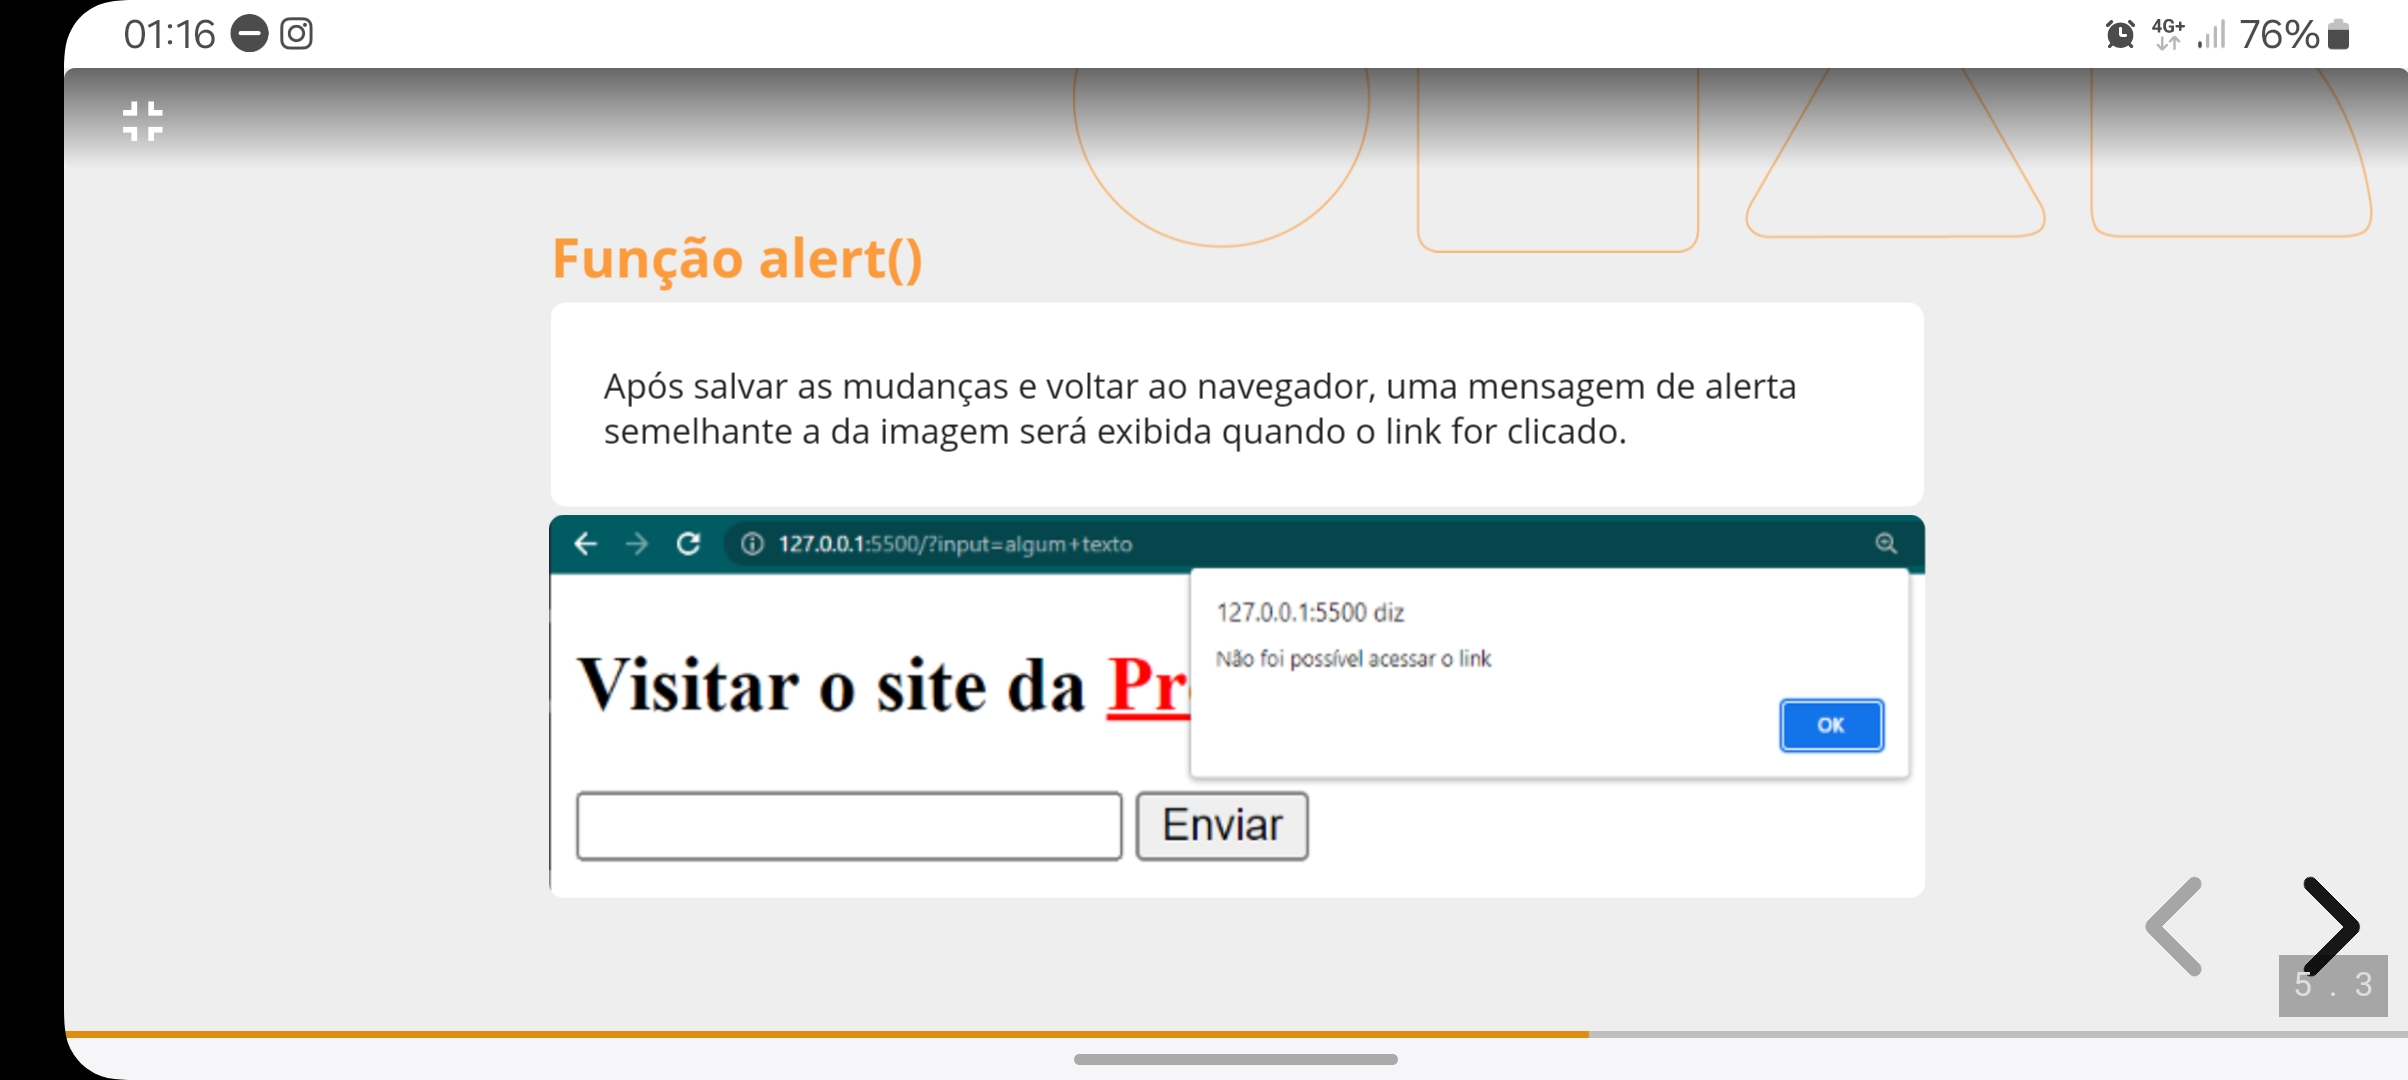 01:16
4G+ 76%
Função alert()
Após salvar as mudanças e voltar ao navegador, uma mensagem de alerta
semelhante a da imagem será exibida quando o link for clicado.
127.0.0.1:5500/?input=algum+texto
127.0.0.1:5500 diz
Não foi possível acessar o link
OK
Visitar o site da Pr
Enviar
5 . 3